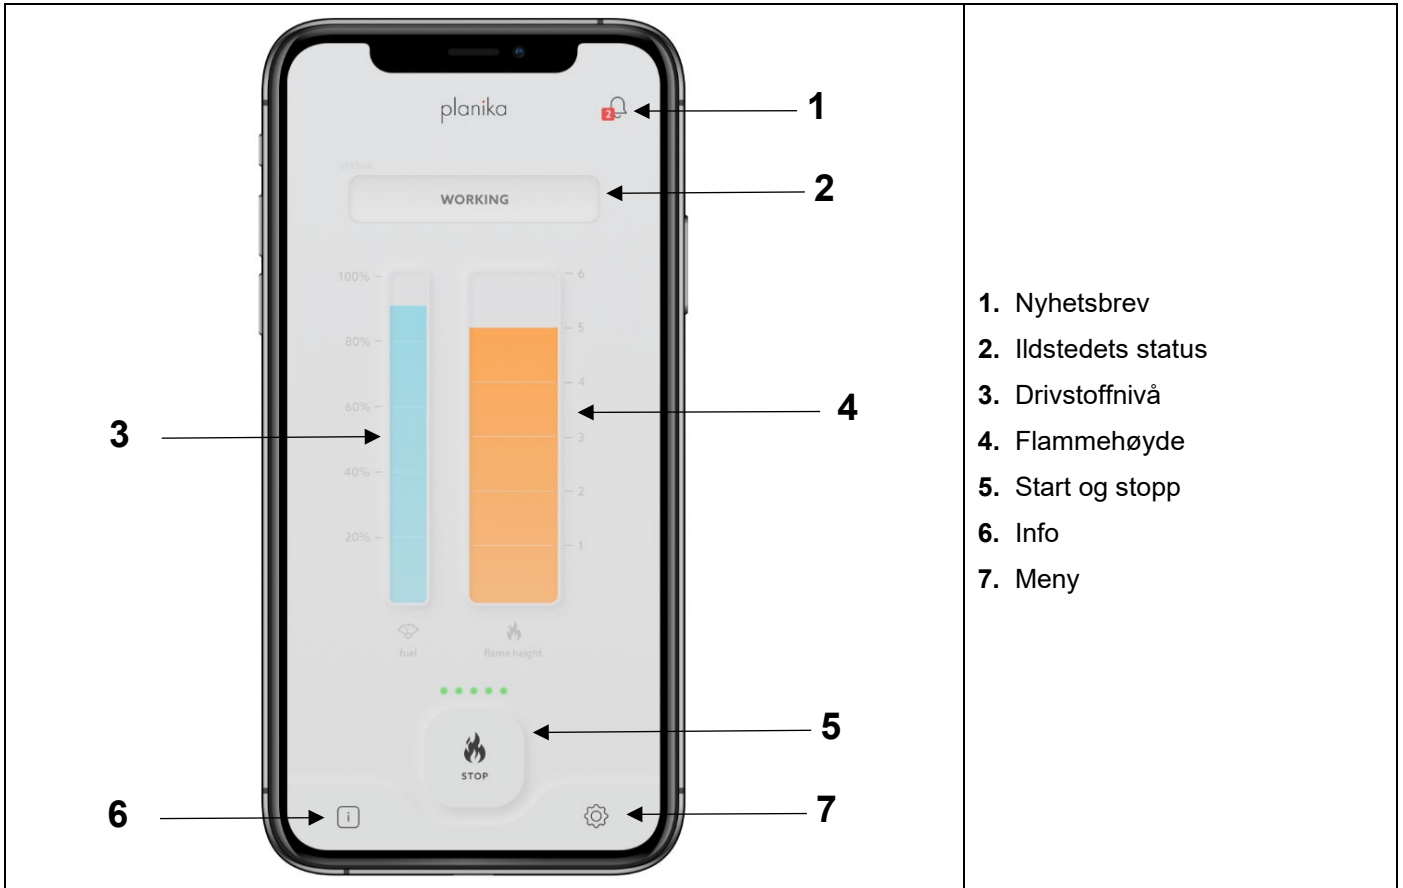 planika
2
1
status
WORKING
2
100%
80%
60%
40%
20%
6
5
4
3
2
1
3
4
fuel
flame height
STOP
5
i
6
7
1. Nyhetsbrev
2. Ildstedets status
3. Drivstoffnivå
4. Flammehøyde
5. Start og stopp
6. Info
7. Meny